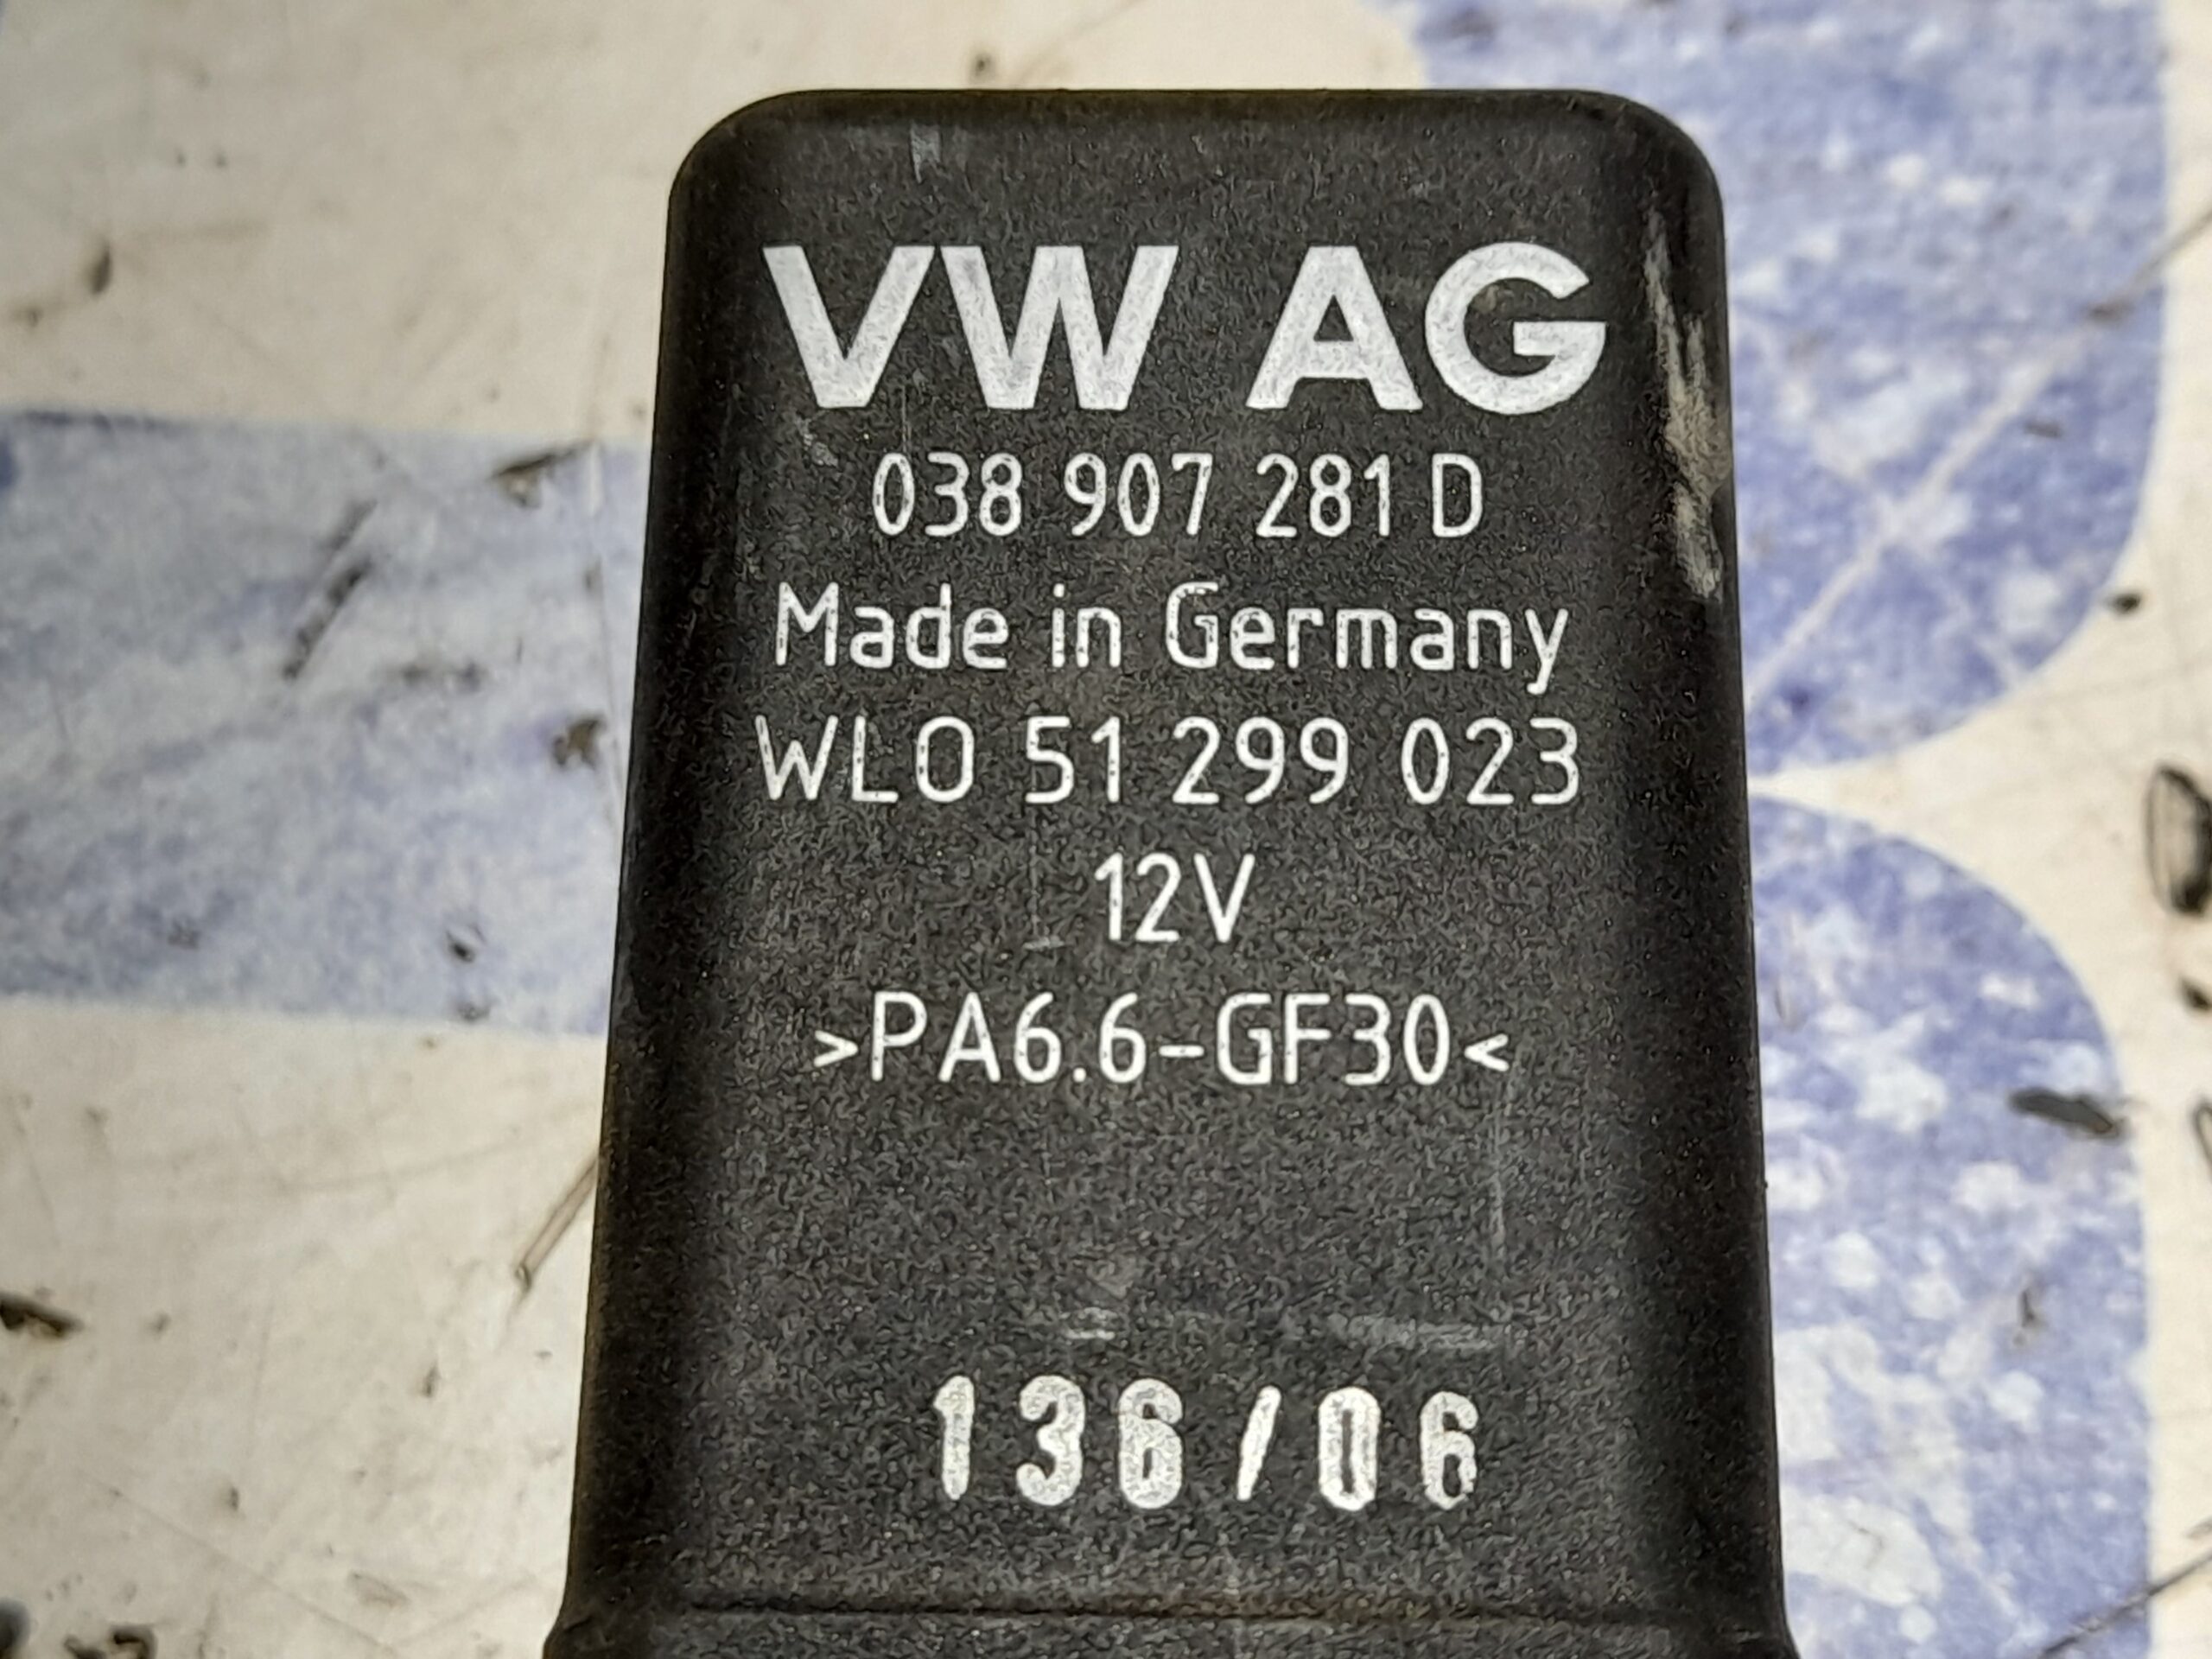 VW AG
038 907 281 D
Made in Germany
WLO 51 299 023
12V
>PA6.6-GF30<
136/06